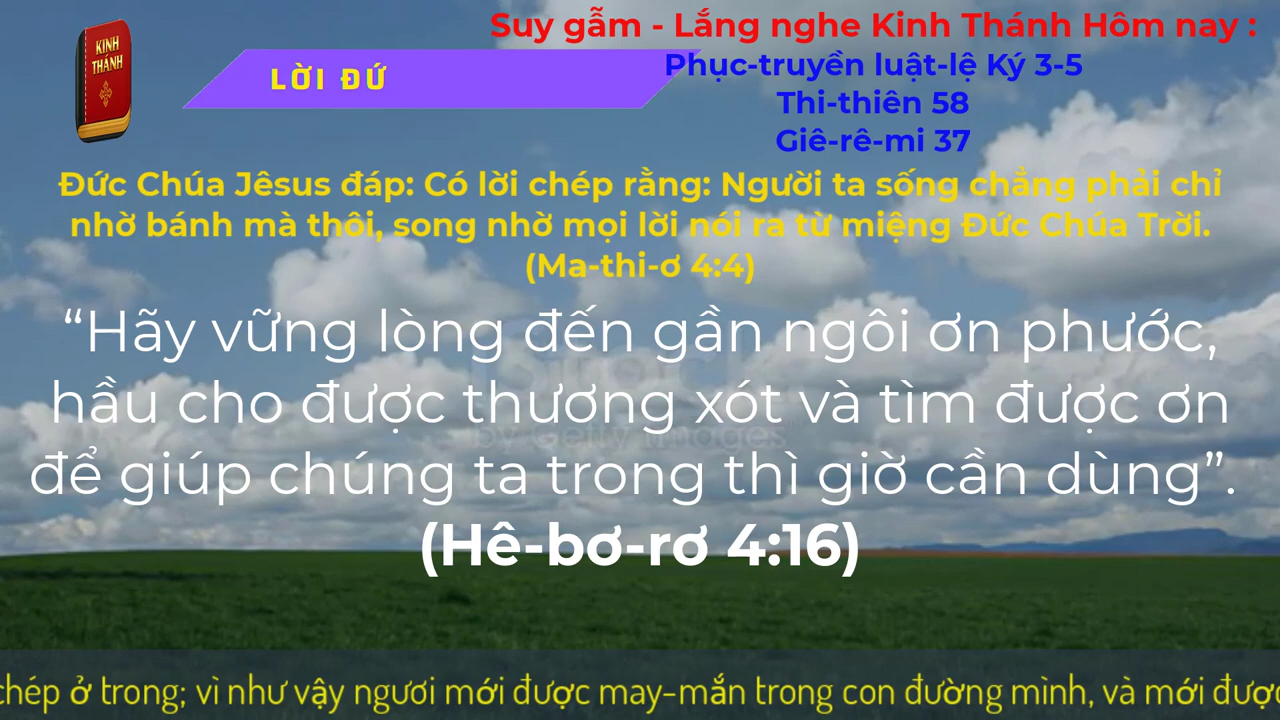 Suy gẫm - Lắng nghe Kinh Thánh Hôm nay :
KINH
THÁNH
LỜI ĐỨ
Phục-truyền luật-lệ Ký 3-5
Thi-thiên 58
Giê-rê-mi 37
Đức Chúa Jêsus đáp: Có lời chép rằng: Người ta sống chẳng phải chỉ
nhờ bánh mà thôi, song nhờ mọi lời nói ra từ miệng Đức Chúa Trời.
(Ma-thi-ơ 4:4)
“Hãy vững lòng đến gần ngôi ơn phước,
hầu cho được thương xót và tìm được ơn
để giúp chúng ta trong thì giờ cần dùng”.
(Hê-bơ-rơ 4:16)
iStock
by Getty Images
chép ở trong; vì như vậy ngươi mới được may-mắn trong con đường mình, và mới được